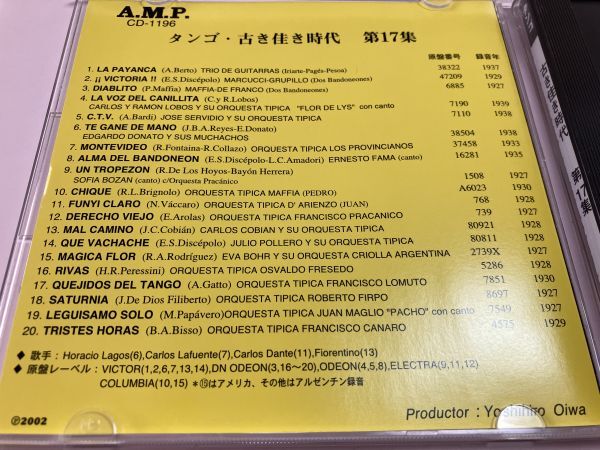 A.M.P.
CD-1196
タンゴ・古き佳き時代 第17集
原盤番号 録音年
1. LA PAYANCA (A.Berto) TRIO DE GUITARRAS (Iriarte-Pagés-Pesoa) 38322 1937
2. ¡¡ VICTORIA !! (E.S.Discépolo) MARCUCCI-GRUPILLO (Dos Bandoneones) 47209 1929
3. DIABLITO (P.Maffia) MAFFIA-DE FRANCO (Dos Bandoneones) 6885 1927
4. LA VOZ DEL CANILLITA (C.y R.Lobos)
CARLOS Y RAMON LOBOS Y SU ORQUESTA TIPICA "FLOR DE LYS" con canto 7190 1939
5. C.T.V. (A.Bardi) JOSE SERVIDIO Y SU ORQUESTA TIPICA 7110 1938
6. TE GANE DE MANO (J.B.A.Reyes-E.Donato)
EDGARDO DONATO Y SUS MUCHACHOS 38504 1938
7. MONTEVIDEO (R.Fontaina-R.Collazo) ORQUESTA TIPICA LOS PROVINCIANOS 37458 1933
8. ALMA DEL BANDONEON (E.S.Discépolo-L.C.Amadori) ERNESTO FAMA (canto) 16281 1935
9. UN TROPEZON (R.De Los Hoyos-Bayón Herrera)
SOFIA BOZAN (canto) c/Orquesta Pracánico 1508 1927
10. CHIQUE (R.L.Brignolo) ORQUESTA TIPICA MAFFIA (PEDRO) A6023 1930
11. FUNYI CLARO (N.Váccaro) ORQUESTA TIPICA D' ARIENZO (JUAN) 768 1928
12. DERECHO VIEJO (E.Arolas) ORQUESTA TIPICA FRANCISCO PRACANICO 739 1927
13. MAL CAMINO (J.C.Cobián) CARLOS COBIAN Y SU ORQUESTA TIPICA 80921 1928
14. QUE VACHACHE (E.S.Discépolo) JULIO POLLERO Y SU ORQUESTA TIPICA 80811 1928
15. MAGICA FLOR (R.A.Rodríguez) EVA BOHR Y SU ORQUESTA CRIOLLA ARGENTINA 2739X 1927
16. RIVAS (H.R.Peressini) ORQUESTA TIPICA OSVALDO FRESEDO 5286 1928
17. QUEJIDOS DEL TANGO (A.Gatto) ORQUESTA TIPICA FRANCISCO LOMUTO 7851 1930
18. SATURNIA (J.De Dios Filiberto) ORQUESTA TIPICA ROBERTO FIRPO 8697 1927
19. LEGUISAMO SOLO (M.Papávero) ORQUESTA TIPICA JUAN MAGLIO "PACHO" con canto 7549 1927
20. TRISTES HORAS (B.A.Bisso) ORQUESTA TIPICA FRANCISCO CANARO 4575 1929
◆ 歌手 : Horacio Lagos(6),Carlos Lafuente(7),Carlos Dante(11),Fiorentino(13)
◆ 原盤レーベル : VICTOR(1,2,6,7,13,14),DN ODEON(3,16~20),ODEON(4,5,8),ELECTRA(9,11,12)
COLUMBIA(10,15) *⑮はアメリカ、その他はアルゼンチン録音
℗2002
Productor : Yoshihiro Oiwa
古き佳き時代 第17集